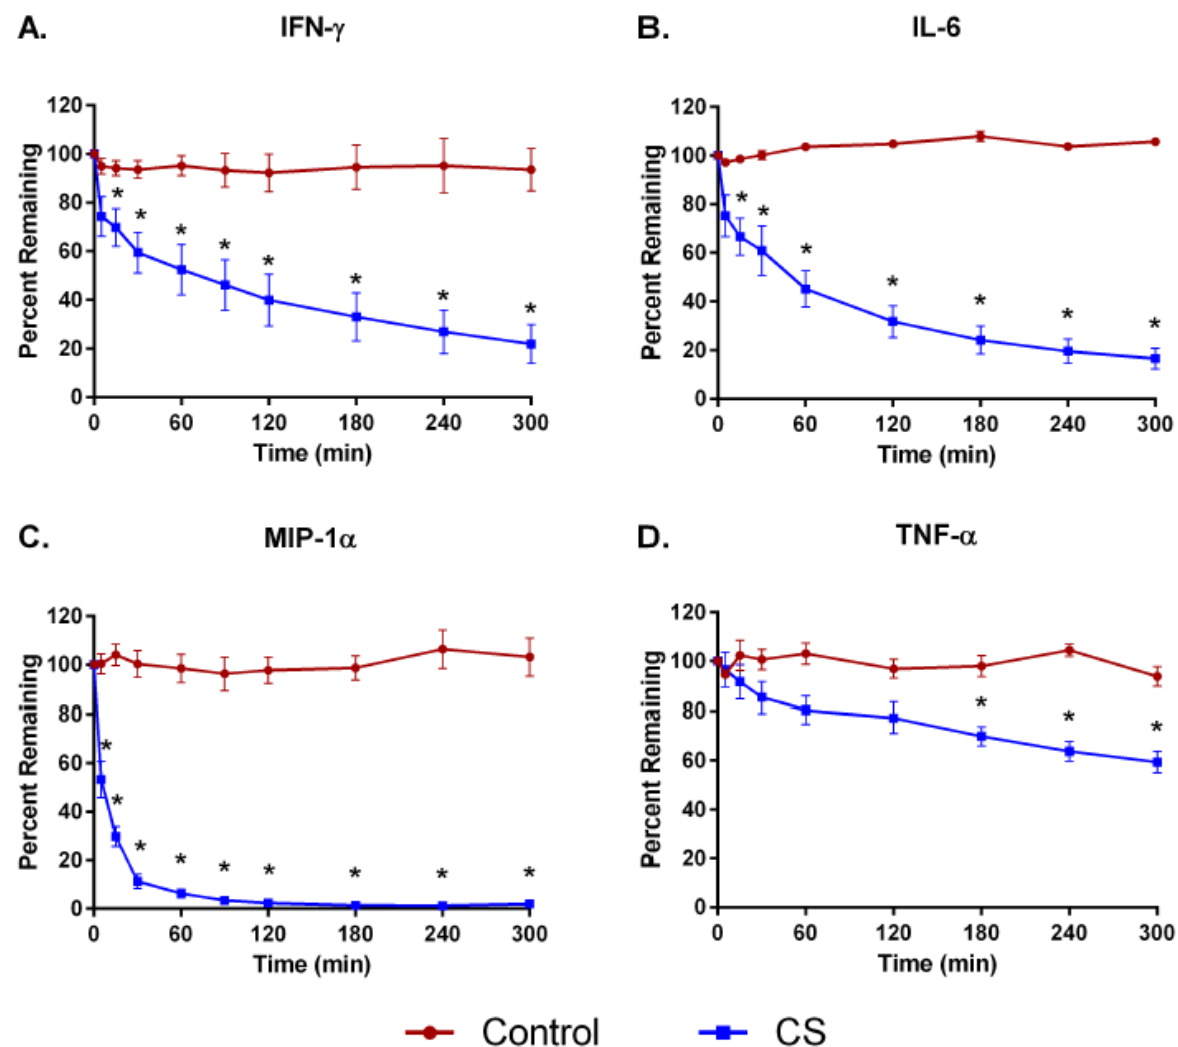 A. IFN-γ
Percent Remaining
120
100
80
60
40
20
0
* * * * * * * *
0 60 120 180 240 300
Time (min)
B. IL-6
Percent Remaining
120
100
80
60
40
20
0
* * * * * * *
0 60 120 180 240 300
Time (min)
C. MIP-1α
Percent Remaining
120
100
80
60
40
20
0
* * * * * * * * *
0 60 120 180 240 300
Time (min)
D. TNF-α
Percent Remaining
120
100
80
60
40
20
0
* * *
0 60 120 180 240 300
Time (min)
Control CS